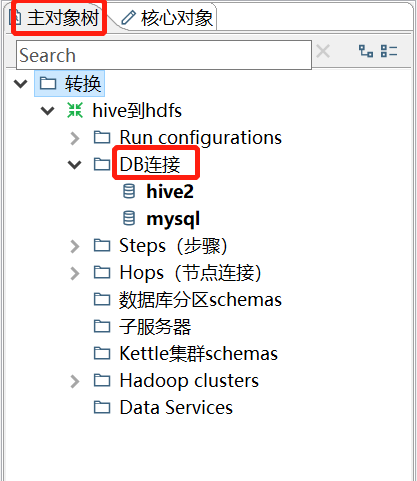 主对象树 核心对象
Search
转换
hive到hdfs
Run configurations
DB连接
hive2
mysql
Steps（步骤）
Hops（节点连接）
数据库分区schemas
子服务器
Kettle集群schemas
Hadoop clusters
Data Services